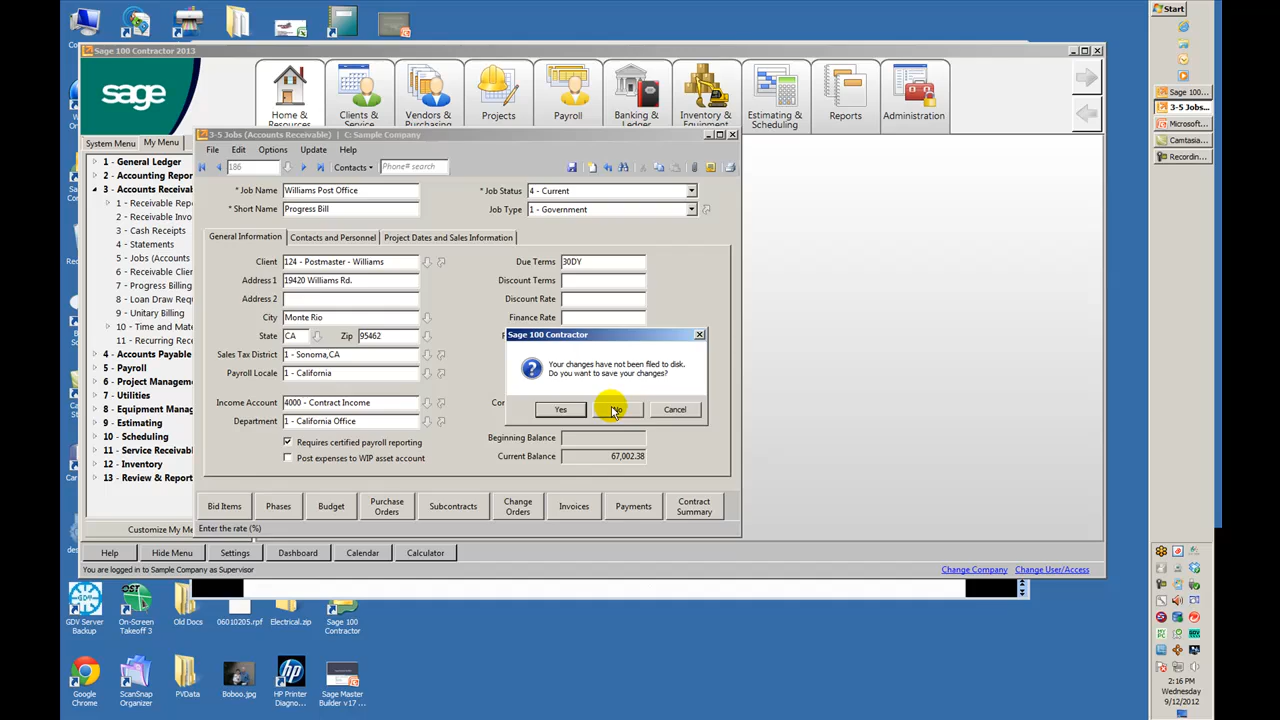 Sage 100 Contractor 2013
sage
Home & Resources
Clients & Service
Vendors & Purchasing
Projects
Payroll
Banking & Ledger
Inventory & Equipment
Estimating & Scheduling
Reports
Administration
System Menu
My Menu
1 - General Ledger
2 - Accounting Repor
3 - Accounts Receivab
1 - Receivable Repo
2 - Receivable Invo
3 - Cash Receipts
4 - Statements
5 - Jobs (Accounts R
6 - Receivable Clien
7 - Progress Billing
8 - Loan Draw Requ
9 - Unitary Billing
10 - Time and Mate
11 - Recurring Rece
4 - Accounts Payable
5 - Payroll
6 - Project Managem
7 - Utilities
8 - Equipment Manag
9 - Estimating
10 - Scheduling
11 - Service Receivabl
12 - Inventory
13 - Review & Report
Customize My Me
3-5 Jobs (Accounts Receivable) | C: Sample Company
File
Edit
Options
Update
Help
186
Contacts
Phone# search
* Job Name
Williams Post Office
* Short Name
Progress Bill
* Job Status
4 - Current
Job Type
1 - Government
General Information
Contacts and Personnel
Project Dates and Sales Information
Client
124 - Postmaster - Williams
Address 1
19420 Williams Rd.
Address 2
City
Monte Rio
State
CA
Zip
95462
Sales Tax District
1 - Sonoma,CA
Payroll Locale
1 - California
Income Account
4000 - Contract Income
Department
1 - California Office
Requires certified payroll reporting
Post expenses to WIP asset account
Due Terms
30DY
Discount Terms
Discount Rate
Finance Rate
Beginning Balance
Current Balance
67,002.38
Sage 100 Contractor
Your changes have not been filed to disk.
Do you want to save your changes?
Yes
No
Cancel
Bid Items
Phases
Budget
Purchase Orders
Subcontracts
Change Orders
Invoices
Payments
Contract Summary
Enter the rate (%)
Help
Hide Menu
Settings
Dashboard
Calendar
Calculator
You are logged in to Sample Company as Supervisor
Change Company
Change User/Access
GDV Server Backup
On-Screen Takeoff 3
Old Docs
06010205.rpf
Electrical.zip
Sage 100 Contractor
Google Chrome
ScanSnap Organizer
PVData
Boboo.jpg
HP Printer Diagno...
Sage Master Builder v17 ...
Start
Sage 100...
3-5 Jobs...
Microsoft...
Camtasia...
Recordin...
2:16 PM
Wednesday
9/12/2012